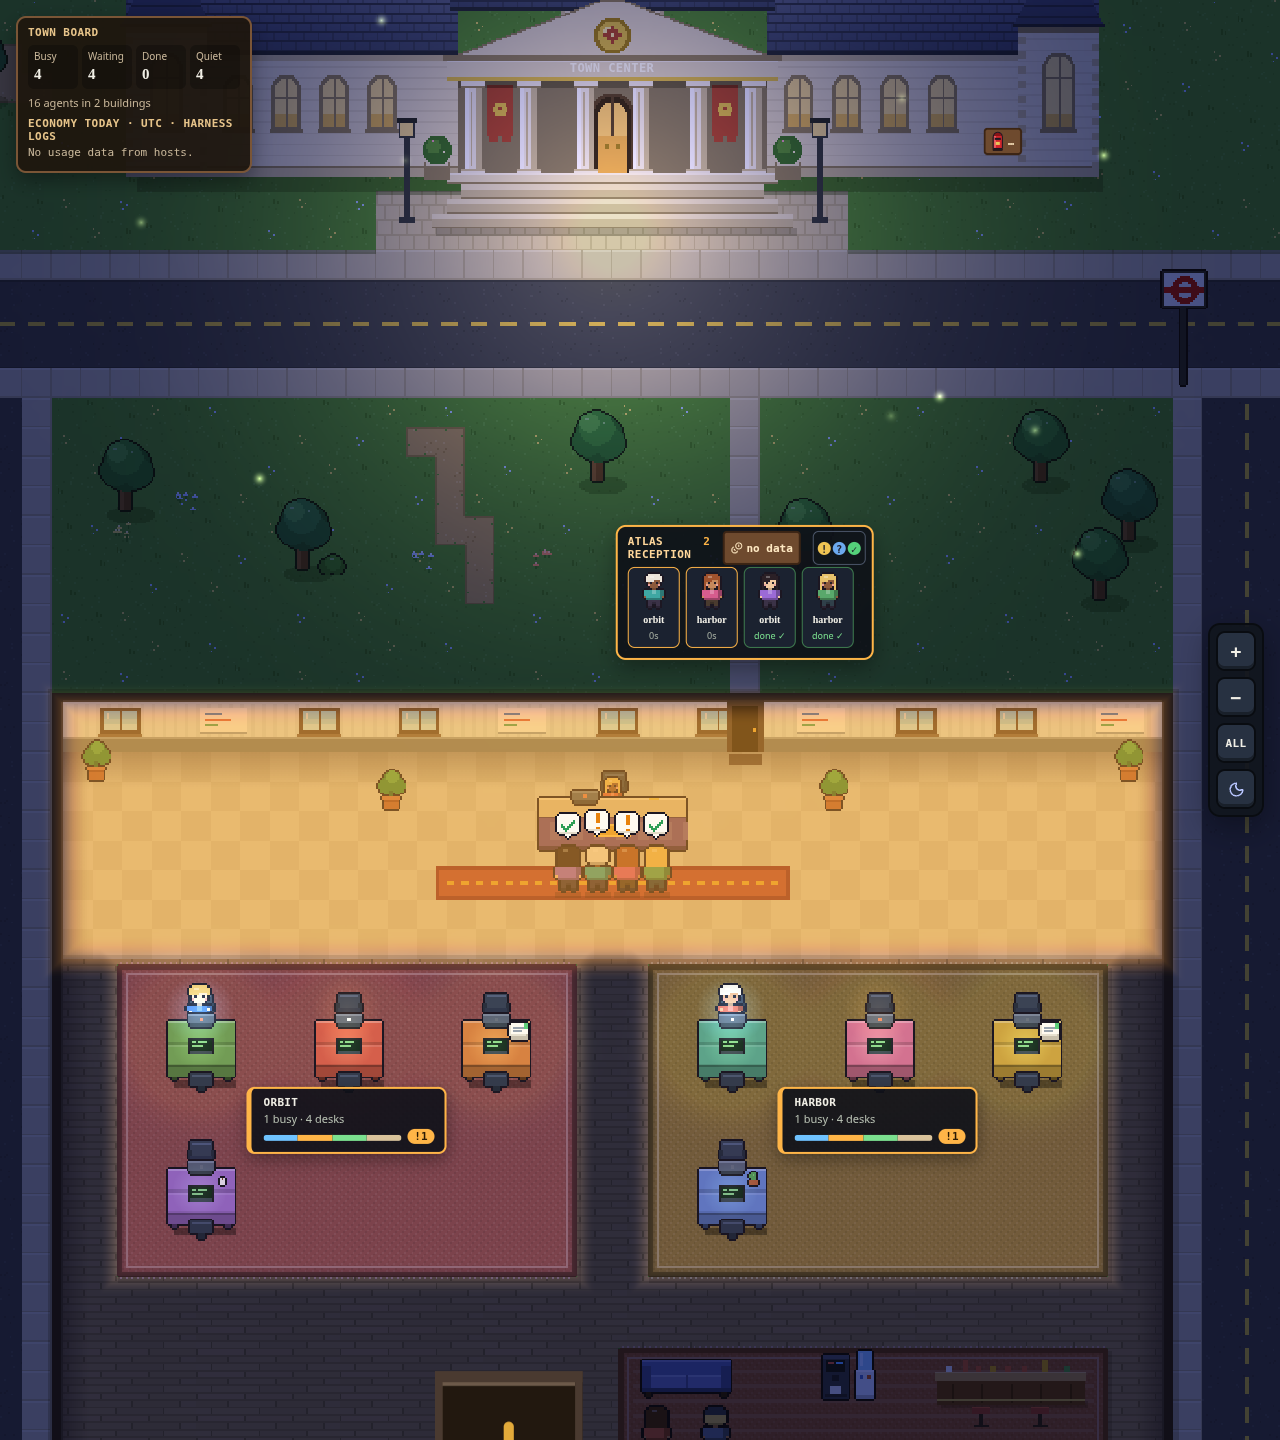 TOWN BOARD
Busy Waiting Done Quiet
4 4 0 4
16 agents in 2 buildings
ECONOMY TODAY · UTC · HARNESS
LOGS
No usage data from hosts.
TOWN CENTER
–
ATLAS 2
RECEPTION
no data
! ? ✓
orbit harbor orbit harbor
0s 0s done ✓ done ✓
+
−
ALL
ORBIT
1 busy · 4 desks
!1
HARBOR
1 busy · 4 desks
!1